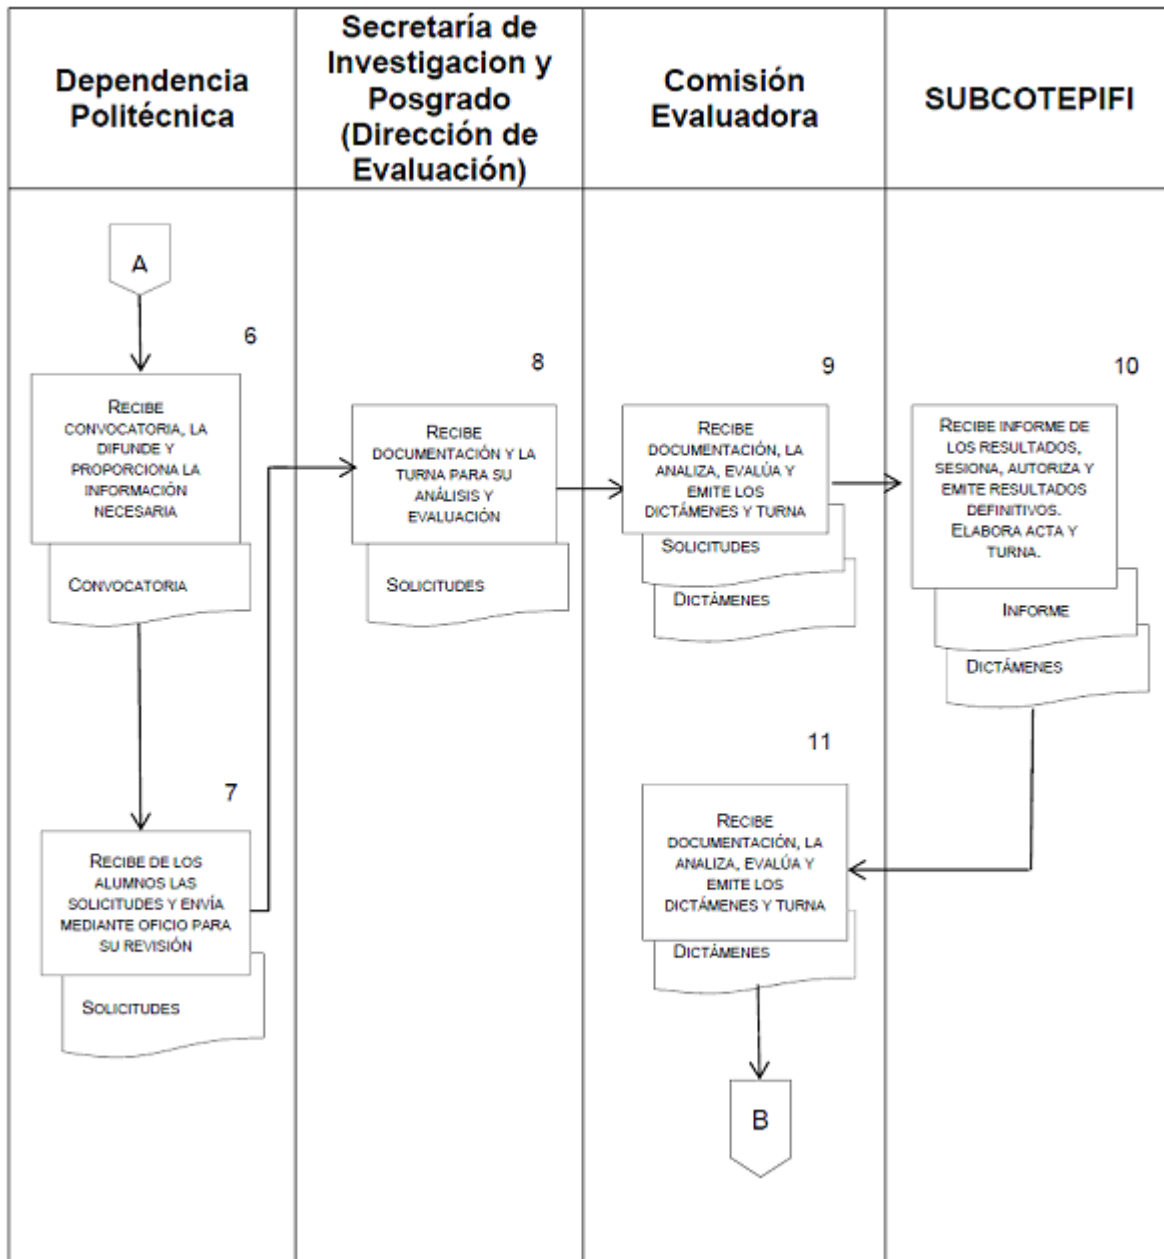 Dependencia
Politécnica
Secretaría de
Investigacion y
Posgrado
(Dirección de
Evaluación)
Comisión
Evaluadora
SUBCOTEPIFI
A
6
RECIBE
CONVOCATORIA, LA
DIFUNDE Y
PROPORCIONA LA
INFORMACIÓN
NECESARIA
CONVOCATORIA
7
RECIBE DE LOS
ALUMNOS LAS
SOLICITUDES Y ENVÍA
MEDIANTE OFICIO PARA
SU REVISIÓN
SOLICITUDES
8
RECIBE
DOCUMENTACIÓN Y LA
TURNA PARA SU
ANÁLISIS Y
EVALUACIÓN
SOLICITUDES
9
RECIBE
DOCUMENTACIÓN, LA
ANALIZA, EVALÚA Y
EMITE LOS
DICTÁMENES Y TURNA
SOLICITUDES
DICTÁMENES
10
RECIBE INFORME DE
LOS RESULTADOS,
SESIONA, AUTORIZA Y
EMITE RESULTADOS
DEFINITIVOS.
ELABORA ACTA Y
TURNA.
INFORME
DICTÁMENES
11
RECIBE
DOCUMENTACIÓN, LA
ANALIZA, EVALÚA Y
EMITE LOS
DICTÁMENES Y TURNA
DICTÁMENES
B